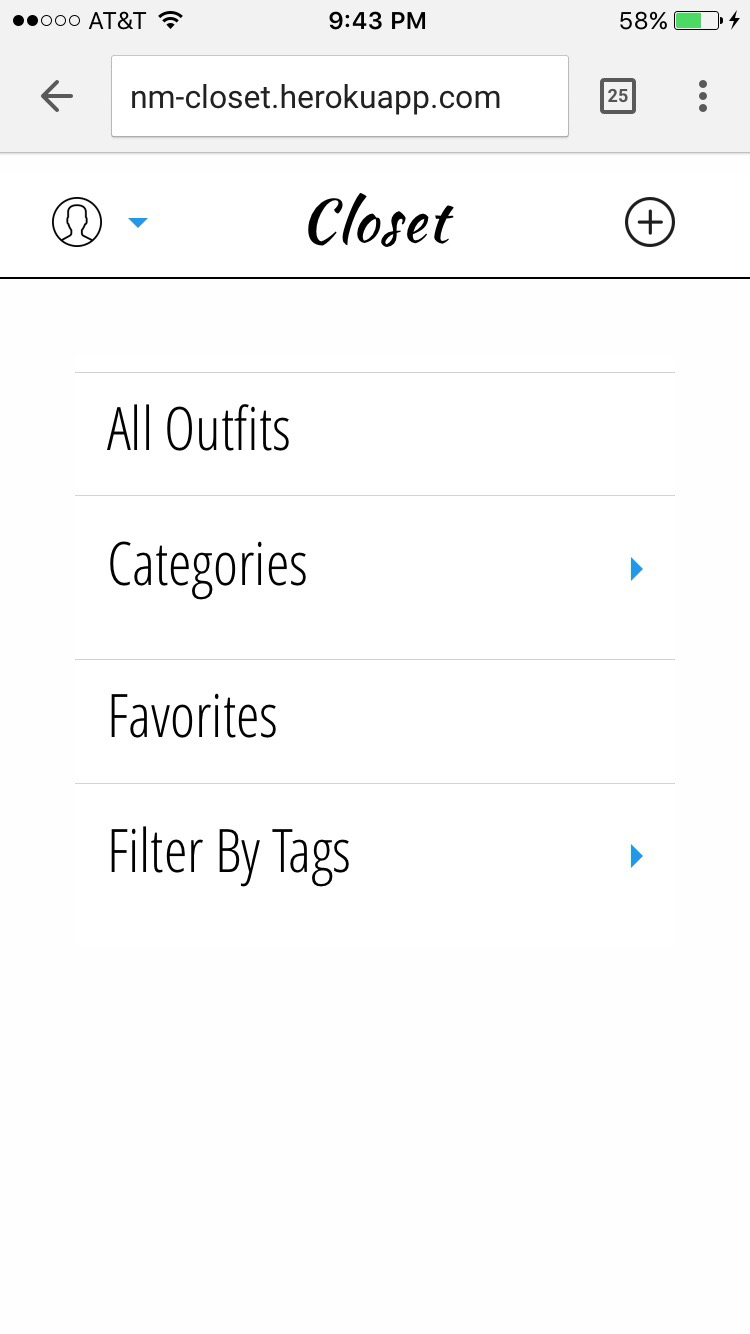 AT&T 9:43 PM 58%
nm-closet.herokuapp.com 25
Closet
All Outfits
Categories
Favorites
Filter By Tags